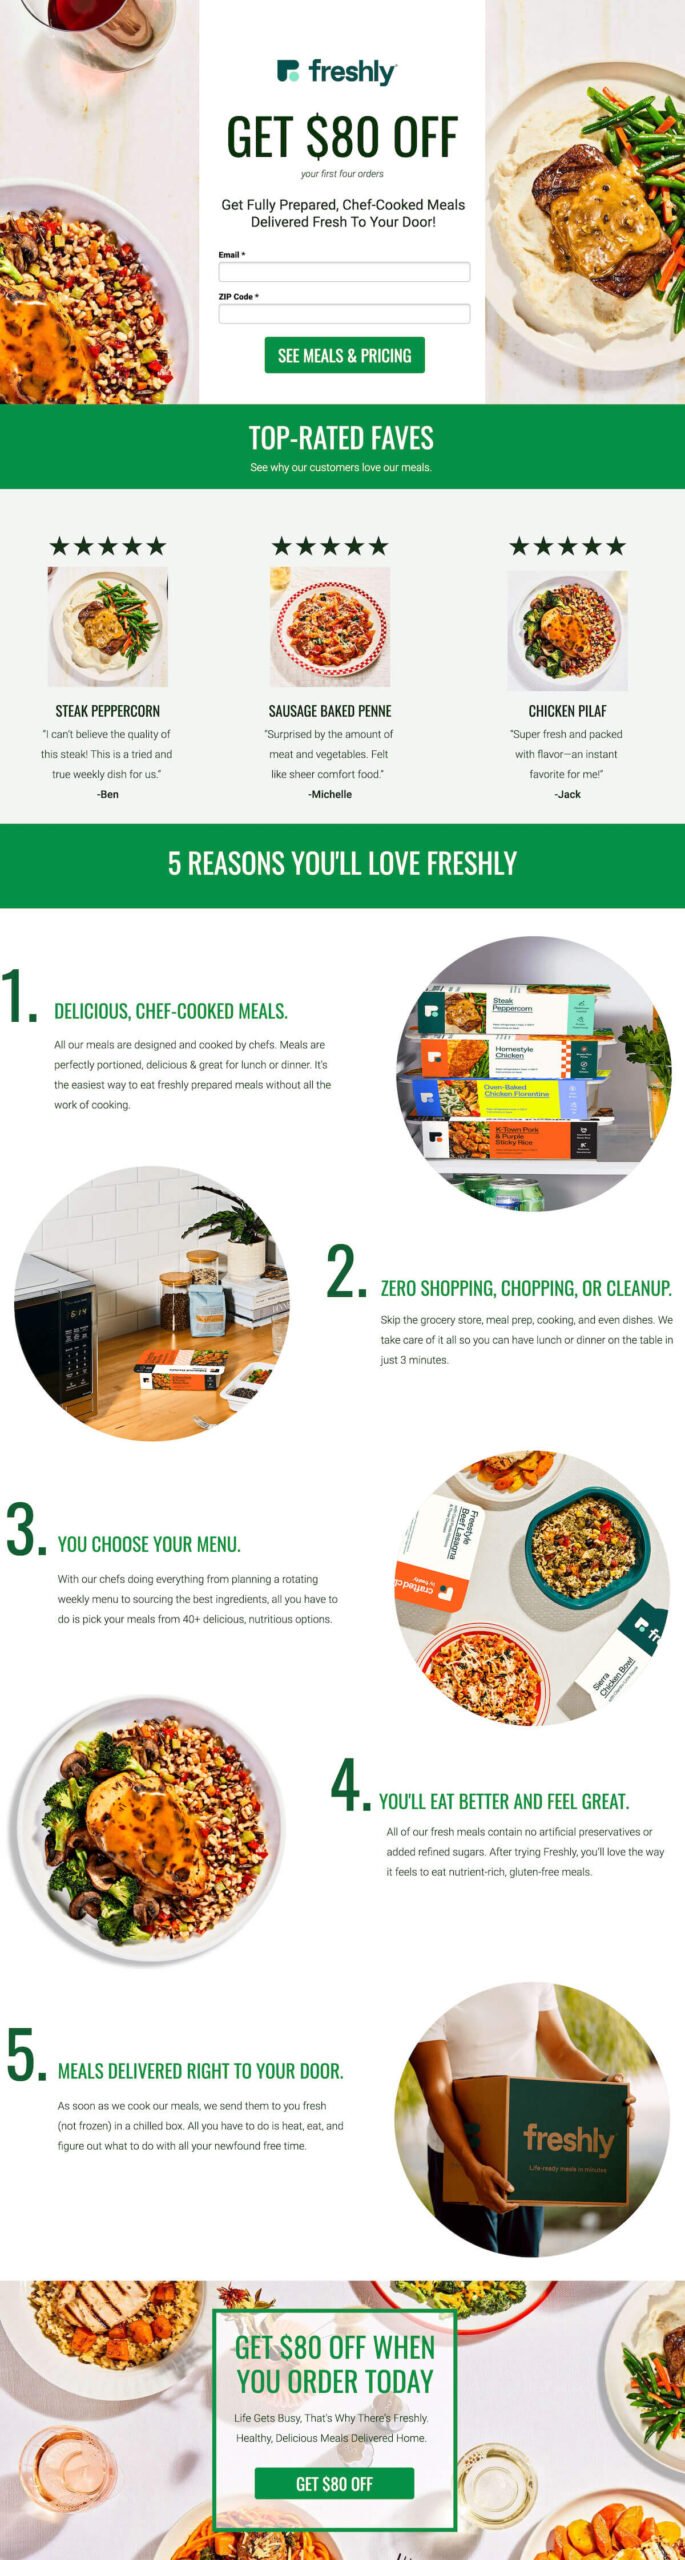 freshly
GET $80 OFF
your first four orders
Get Fully Prepared, Chef-Cooked Meals
Delivered Fresh To Your Door!
Email *
ZIP Code *
SEE MEALS & PRICING
TOP-RATED FAVES
See why our customers love our meals.
STEAK PEPPERCORN
"I can't believe the quality of
this steak! This is a tried and
true weekly dish for us."
-Ben
SAUSAGE BAKED PENNE
"Surprised by the amount of
meat and vegetables. Felt
like sheer comfort food."
-Michelle
CHICKEN PILAF
"Super fresh and packed
with flavor—an instant
favorite for me!"
-Jack
5 REASONS YOU'LL LOVE FRESHLY
1. DELICIOUS, CHEF-COOKED MEALS.
All our meals are designed and cooked by chefs. Meals are
perfectly portioned, delicious & great for lunch or dinner. It's
the easiest way to eat freshly prepared meals without all the
work of cooking.
Steak
Peppercorn
Homestyle
Chicken
Oven-Baked
Chicken Florentine
K-Town Pork
& Purple
Sticky Rice
5:14
2. ZERO SHOPPING, CHOPPING, OR CLEANUP.
Skip the grocery store, meal prep, cooking, and even dishes. We
take care of it all so you can have lunch or dinner on the table in
just 3 minutes.
3. YOU CHOOSE YOUR MENU.
With our chefs doing everything from planning a rotating
weekly menu to sourcing the best ingredients, all you have to
do is pick your meals from 40+ delicious, nutritious options.
Freestyle
Beef Lasagna
by freshly
Sierra
Chicken Bowl
4. YOU'LL EAT BETTER AND FEEL GREAT.
All of our fresh meals contain no artificial preservatives or
added refined sugars. After trying Freshly, you'll love the way
it feels to eat nutrient-rich, gluten-free meals.
5. MEALS DELIVERED RIGHT TO YOUR DOOR.
As soon as we cook our meals, we send them to you fresh
(not frozen) in a chilled box. All you have to do is heat, eat, and
figure out what to do with all your newfound free time.
freshly
Life-ready meals in minutes
GET $80 OFF WHEN
YOU ORDER TODAY
Life Gets Busy, That's Why There's Freshly.
Healthy, Delicious Meals Delivered Home.
GET $80 OFF